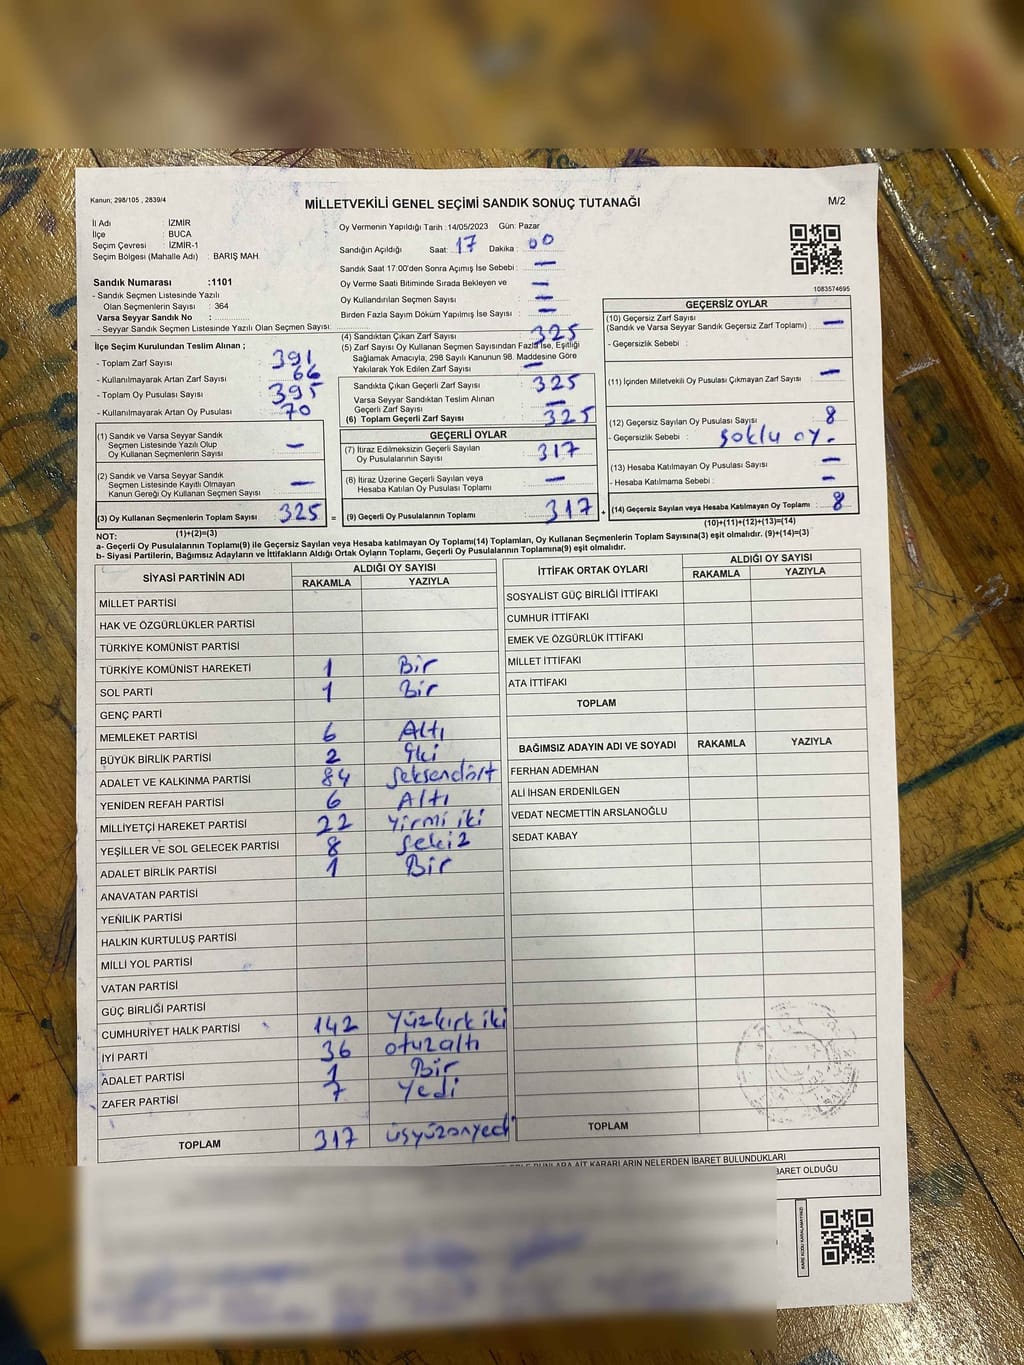 Kanun; 298/105 , 2839/4
MİLLETVEKİLİ GENEL SEÇİMİ SANDIK SONUÇ TUTANAĞI
M/2
İl Adı : İZMİR
İlçe : BUCA
Seçim Çevresi : İZMİR-1
Seçim Bölgesi (Mahalle Adı) : BARIŞ MAH.
Sandık Numarası :1101
- Sandık Seçmen Listesinde Yazılı
Olan Seçmenlerin Sayısı : 364
Varsa Seyyar Sandık No :
- Seyyar Sandık Seçmen Listesinde Yazılı Olan Seçmen Sayısı:
Oy Vermenin Yapıldığı Tarih : 14/05/2023 Gün: Pazar
Sandığın Açıldığı Saat: 17 Dakika : 00
Sandık Saat 17:00'den Sonra Açımış İse Sebebi : —
Oy Verme Saati Bitiminde Sırada Bekleyen ve —
Oy Kullandırılan Seçmen Sayısı —
Birden Fazla Sayım Döküm Yapılmış İse Sayısı : —
1083574695
İlçe Seçim Kurulundan Teslim Alınan ;
- Toplam Zarf Sayısı 391
- Kullanılmayarak Artan Zarf Sayısı 66
- Toplam Oy Pusulası Sayısı 395
- Kullanılmayarak Artan Oy Pusulası 70
(1) Sandık ve Varsa Seyyar Sandık
Seçmen Listesinde Yazılı Olup
Oy Kullanan Seçmenlerin Sayısı —
(2) Sandık ve Varsa Seyyar Sandık
Seçmen Listesinde Kayıtlı Olmayan
Kanun Gereği Oy Kullanan Seçmen Sayısı —
(3) Oy Kullanan Seçmenlerin Toplam Sayısı 325 =
(1)+(2)=(3)
(4) Sandıktan Çıkan Zarf Sayısı 325
(5) Zarf Sayısı Oy Kullanan Seçmen Sayısından Fazla İse, Eşitliği
Sağlamak Amacıyla, 298 Sayılı Kanunun 98. Maddesine Göre
Yakılarak Yok Edilen Zarf Sayısı —
Sandıkta Çıkan Geçerli Zarf Sayısı 325
Varsa Seyyar Sandıktan Teslim Alınan
Geçerli Zarf Sayısı —
(6) Toplam Geçerli Zarf Sayısı 325
GEÇERLİ OYLAR
(7) İtiraz Edilmeksizin Geçerli Sayılan
Oy Pusulalarının Sayısı 317
(8) İtiraz Üzerine Geçerli Sayılan veya
Hesaba Katılan Oy Pusulası Toplamı —
(9) Geçerli Oy Pusulalarının Toplamı 317 +
GEÇERSİZ OYLAR
(10) Geçersiz Zarf Sayısı
(Sandık ve Varsa Seyyar Sandık Geçersiz Zarf Toplamı) —
- Geçersizlik Sebebi :
(11) İçinden Milletvekili Oy Pusulası Çıkmayan Zarf Sayısı —
(12) Geçersiz Sayılan Oy Pusulası Sayısı 8
- Geçersizlik Sebebi : şoklu oy.
(13) Hesaba Katılmayan Oy Pusulası Sayısı —
- Hesaba Katılmama Sebebi : —
(14) Geçersiz Sayılan veya Hesaba Katılmayan Oy Toplamı 8
(10)+(11)+(12)+(13)=(14)
NOT:
a- Geçerli Oy Pusulalarının Toplamı(9) ile Geçersiz Sayılan veya Hesaba Katılmayan Oy Toplamı(14) Toplamları, Oy Kullanan Seçmenlerin Toplam Sayısına(3) eşit olmalıdır. (9)+(14)=(3)
b- Siyasi Partilerin, Bağımsız Adayların ve İttifakların Aldığı Ortak Oyların Toplamı, Geçerli Oy Pusulalarının Toplamına(9) eşit olmalıdır.
SİYASİ PARTİNİN ADI ALDIĞI OY SAYISI
RAKAMLA YAZIYLA
MİLLET PARTİSİ
HAK VE ÖZGÜRLÜKLER PARTİSİ
TÜRKİYE KOMÜNİST PARTİSİ
TÜRKİYE KOMÜNİST HAREKETİ 1 Bir
SOL PARTİ 1 Bir
GENÇ PARTİ
MEMLEKET PARTİSİ 6 Altı
BÜYÜK BİRLİK PARTİSİ 2 İki
ADALET VE KALKINMA PARTİSİ 84 Seksendört
YENİDEN REFAH PARTİSİ 6 Altı
MİLLİYETÇİ HAREKET PARTİSİ 22 Yirmi iki
YEŞİLLER VE SOL GELECEK PARTİSİ 8 Sekiz
ADALET BİRLİK PARTİSİ 1 Bir
ANAVATAN PARTİSİ
YENİLİK PARTİSİ
HALKIN KURTULUŞ PARTİSİ
MİLLİ YOL PARTİSİ
VATAN PARTİSİ
GÜÇ BİRLİĞİ PARTİSİ
CUMHURİYET HALK PARTİSİ 142 Yüzkırk iki
İYİ PARTİ 36 otuzaltı
ADALET PARTİSİ 1 Bir
ZAFER PARTİSİ 7 Yedi
TOPLAM 317 üsyüzonyedi
İTTİFAK ORTAK OYLARI ALDIĞI OY SAYISI
RAKAMLA YAZIYLA
SOSYALİST GÜÇ BİRLİĞİ İTTİFAKI
CUMHUR İTTİFAKI
EMEK VE ÖZGÜRLÜK İTTİFAKI
MİLLET İTTİFAKI
ATA İTTİFAKI
TOPLAM
BAĞIMSIZ ADAYIN ADI VE SOYADI RAKAMLA YAZIYLA
FERHAN ADEMHAN
ALİ İHSAN ERDENİLGEN
VEDAT NECMETTİN ARSLANOĞLU
SEDAT KABAY
TOPLAM
BUNLARA AİT KARARLARIN NELERDEN İBARET BULUNDUKLARI
BARET OLDUĞU
KARE KODU KARALAMAYINIZ!